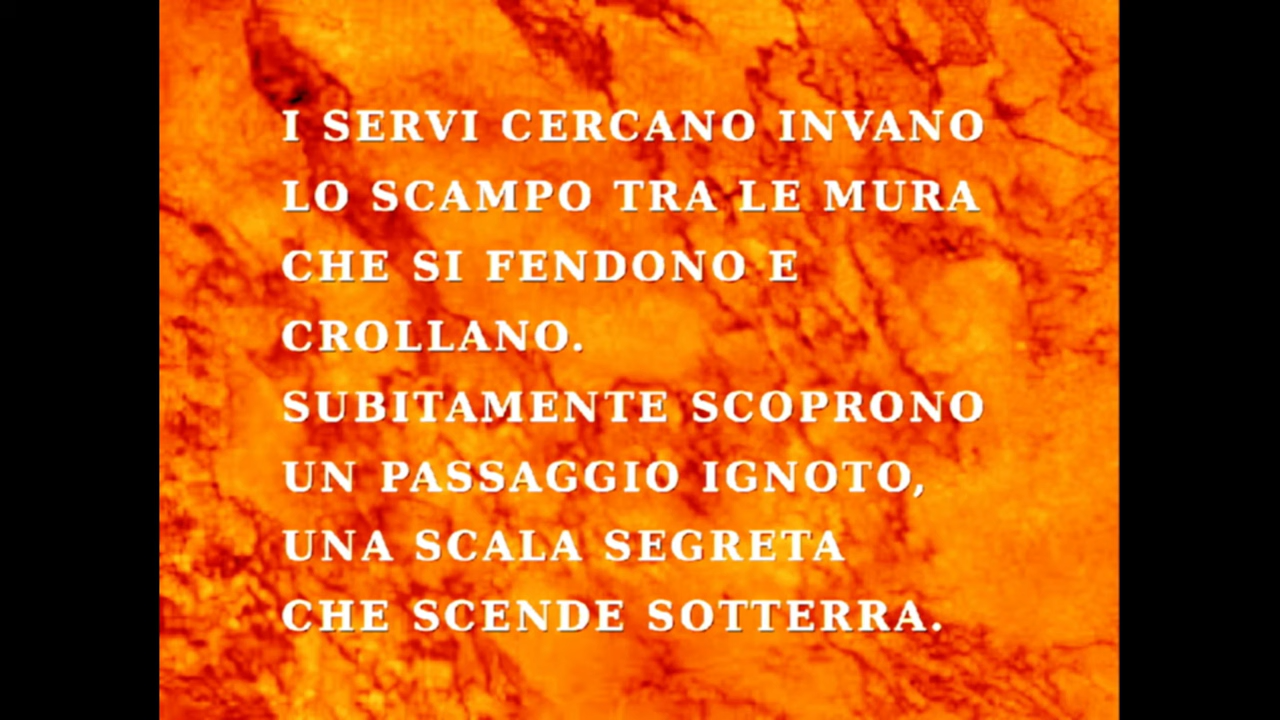 I SERVI CERCANO INVANO
LO SCAMPO TRA LE MURA
CHE SI FENDONO E
CROLLANO.
SUBITAMENTE SCOPRONO
UN PASSAGGIO IGNOTO,
UNA SCALA SEGRETA
CHE SCENDE SOTTERRA.